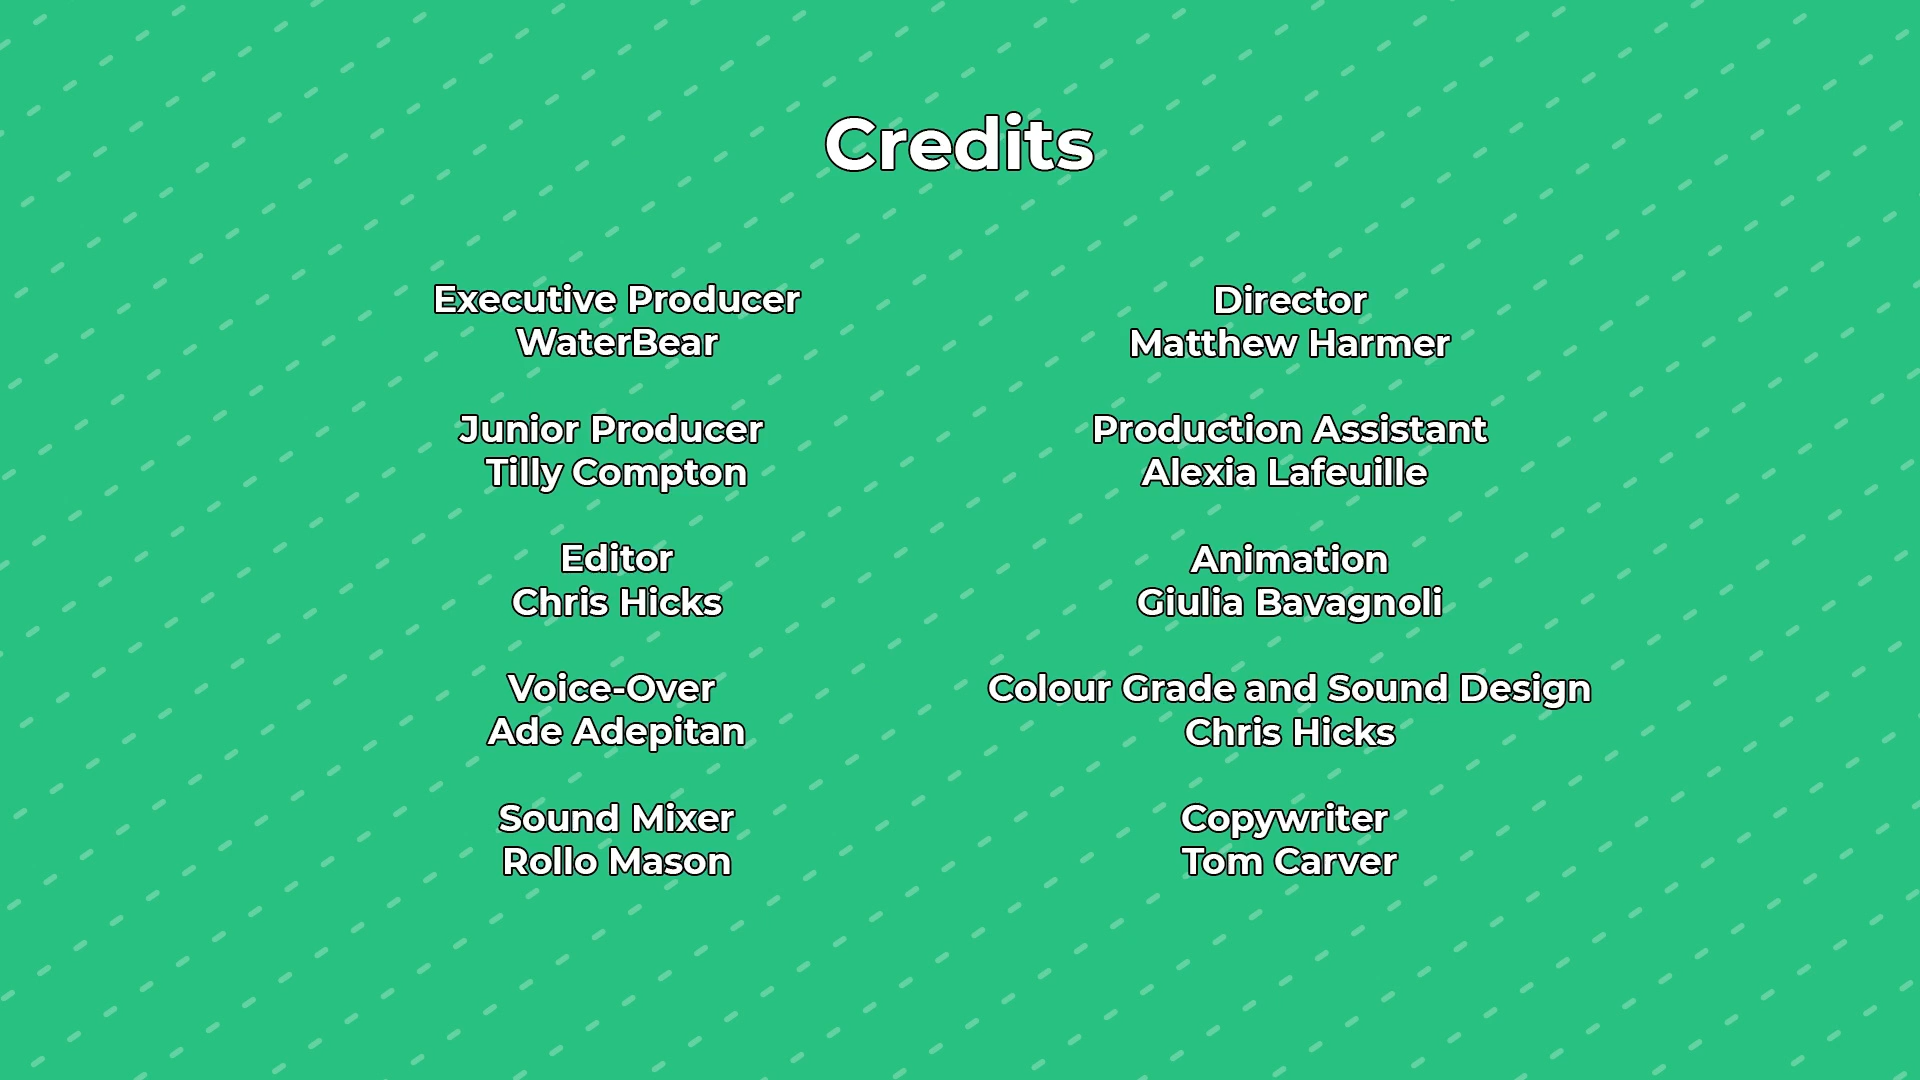 Credits
Executive Producer
WaterBear
Junior Producer
Tilly Compton
Editor
Chris Hicks
Voice-Over
Ade Adepitan
Sound Mixer
Rollo Mason
Director
Matthew Harmer
Production Assistant
Alexia Lafeuille
Animation
Giulia Bavagnoli
Colour Grade and Sound Design
Chris Hicks
Copywriter
Tom Carver